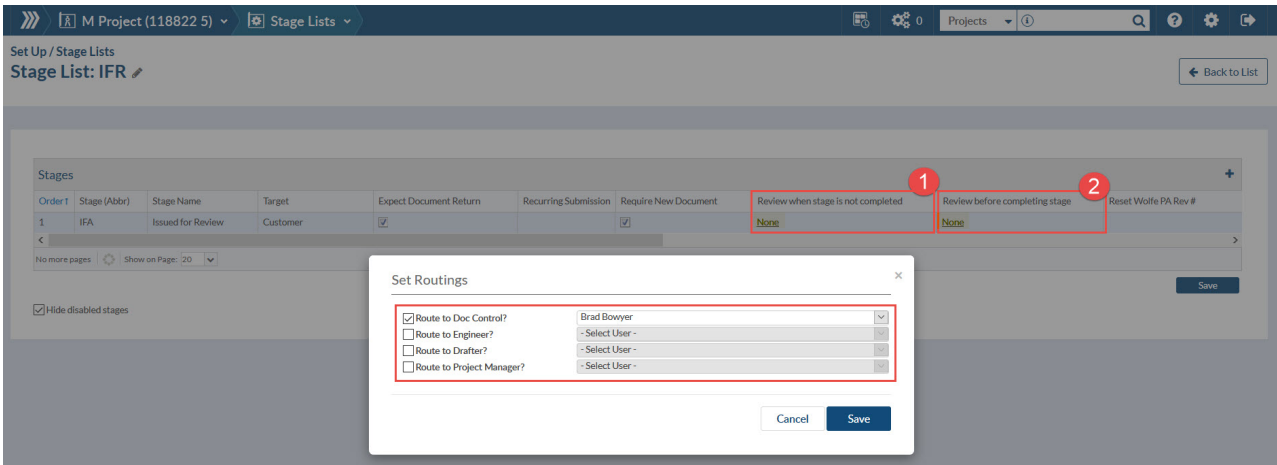 M Project (118822 5) Stage Lists 0 Projects
Set Up / Stage Lists
Stage List: IFR
Back to List
Stages
1
2
Order↑ Stage (Abbr) Stage Name Target Expect Document Return Recurring Submission Require New Document Review when stage is not completed Review before completing stage Reset Wolfe PA Rev #
1 IFA Issued for Review Customer None None
No more pages Show on Page: 20
Save
Hide disabled stages
Set Routings
Route to Doc Control? Brad Bowyer
Route to Engineer? - Select User -
Route to Drafter? - Select User -
Route to Project Manager? - Select User -
Cancel Save